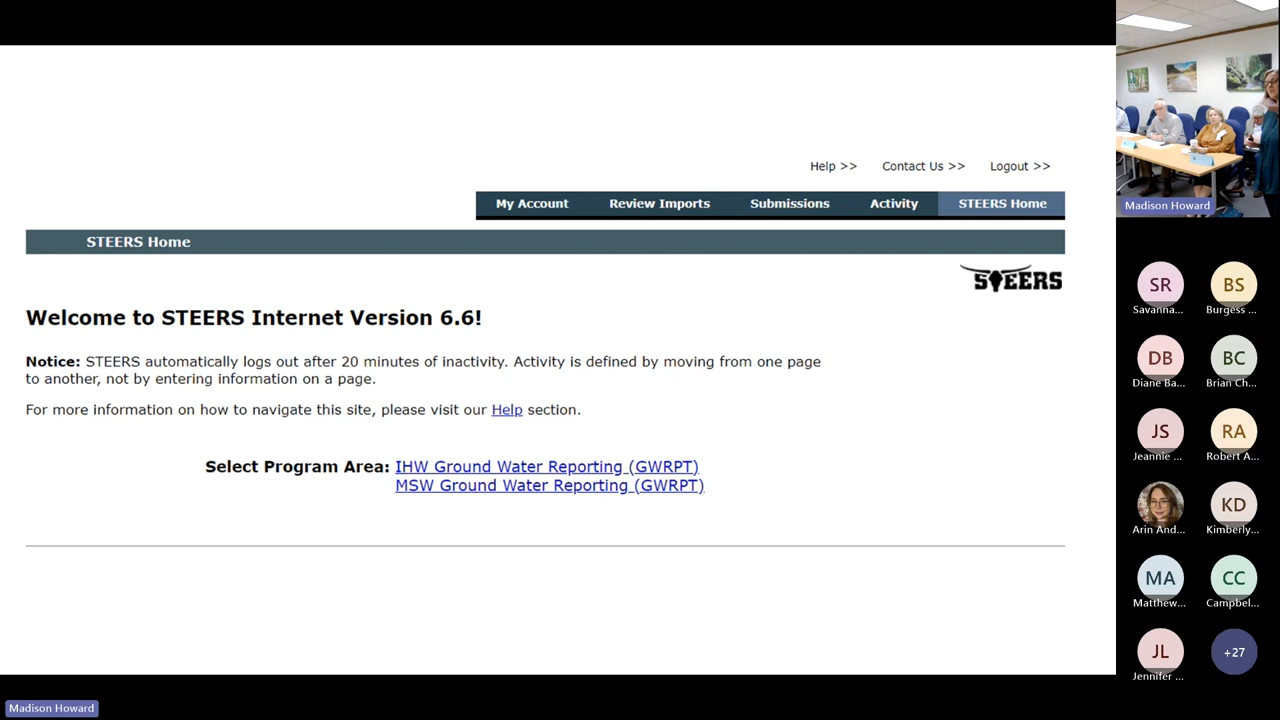 Help >> Contact Us >> Logout >>
My Account Review Imports Submissions Activity STEERS Home
STEERS Home
STEERS
Welcome to STEERS Internet Version 6.6!
Notice: STEERS automatically logs out after 20 minutes of inactivity. Activity is defined by moving from one page
to another, not by entering information on a page.
For more information on how to navigate this site, please visit our Help section.
Select Program Area: IHW Ground Water Reporting (GWRPT)
MSW Ground Water Reporting (GWRPT)
Madison Howard
SR BS
Savanna... Burgess ...
DB BC
Diane Ba... Brian Ch...
JS RA
Jeannie ... Robert A...
KD
Arin And... Kimberly...
MA CC
Matthew... Campbel...
JL +27
Jennifer ...
Madison Howard